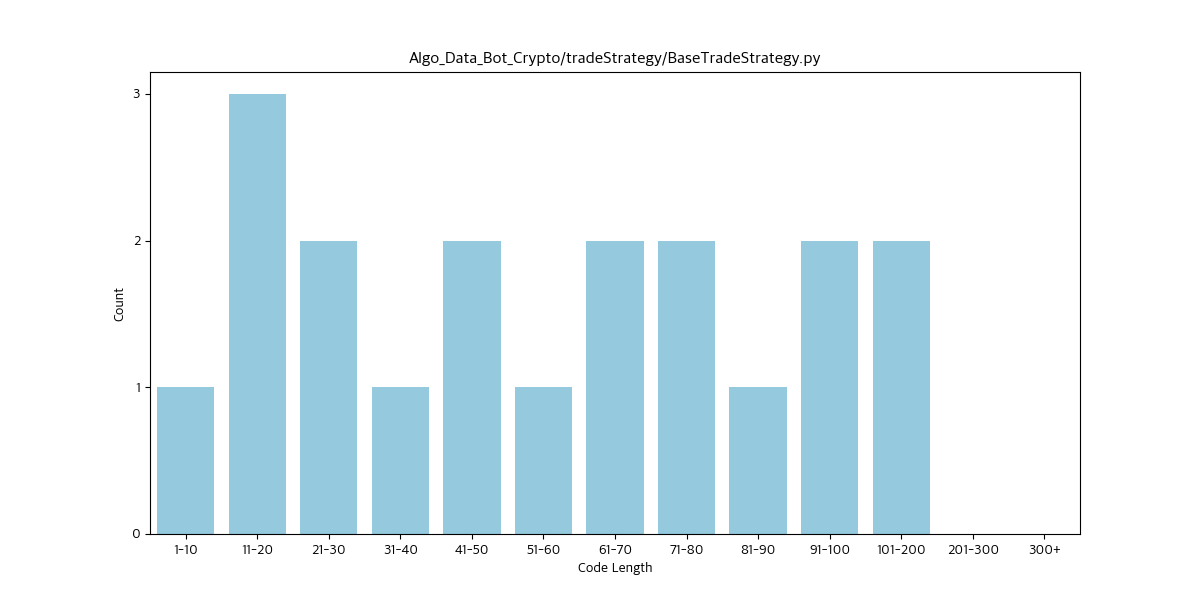 Algo_Data_Bot_Crypto/tradeStrategy/BaseTradeStrategy.py
Count
3
2
1
0
1-10 11-20 21-30 31-40 41-50 51-60 61-70 71-80 81-90 91-100 101-200 201-300 300+
Code Length